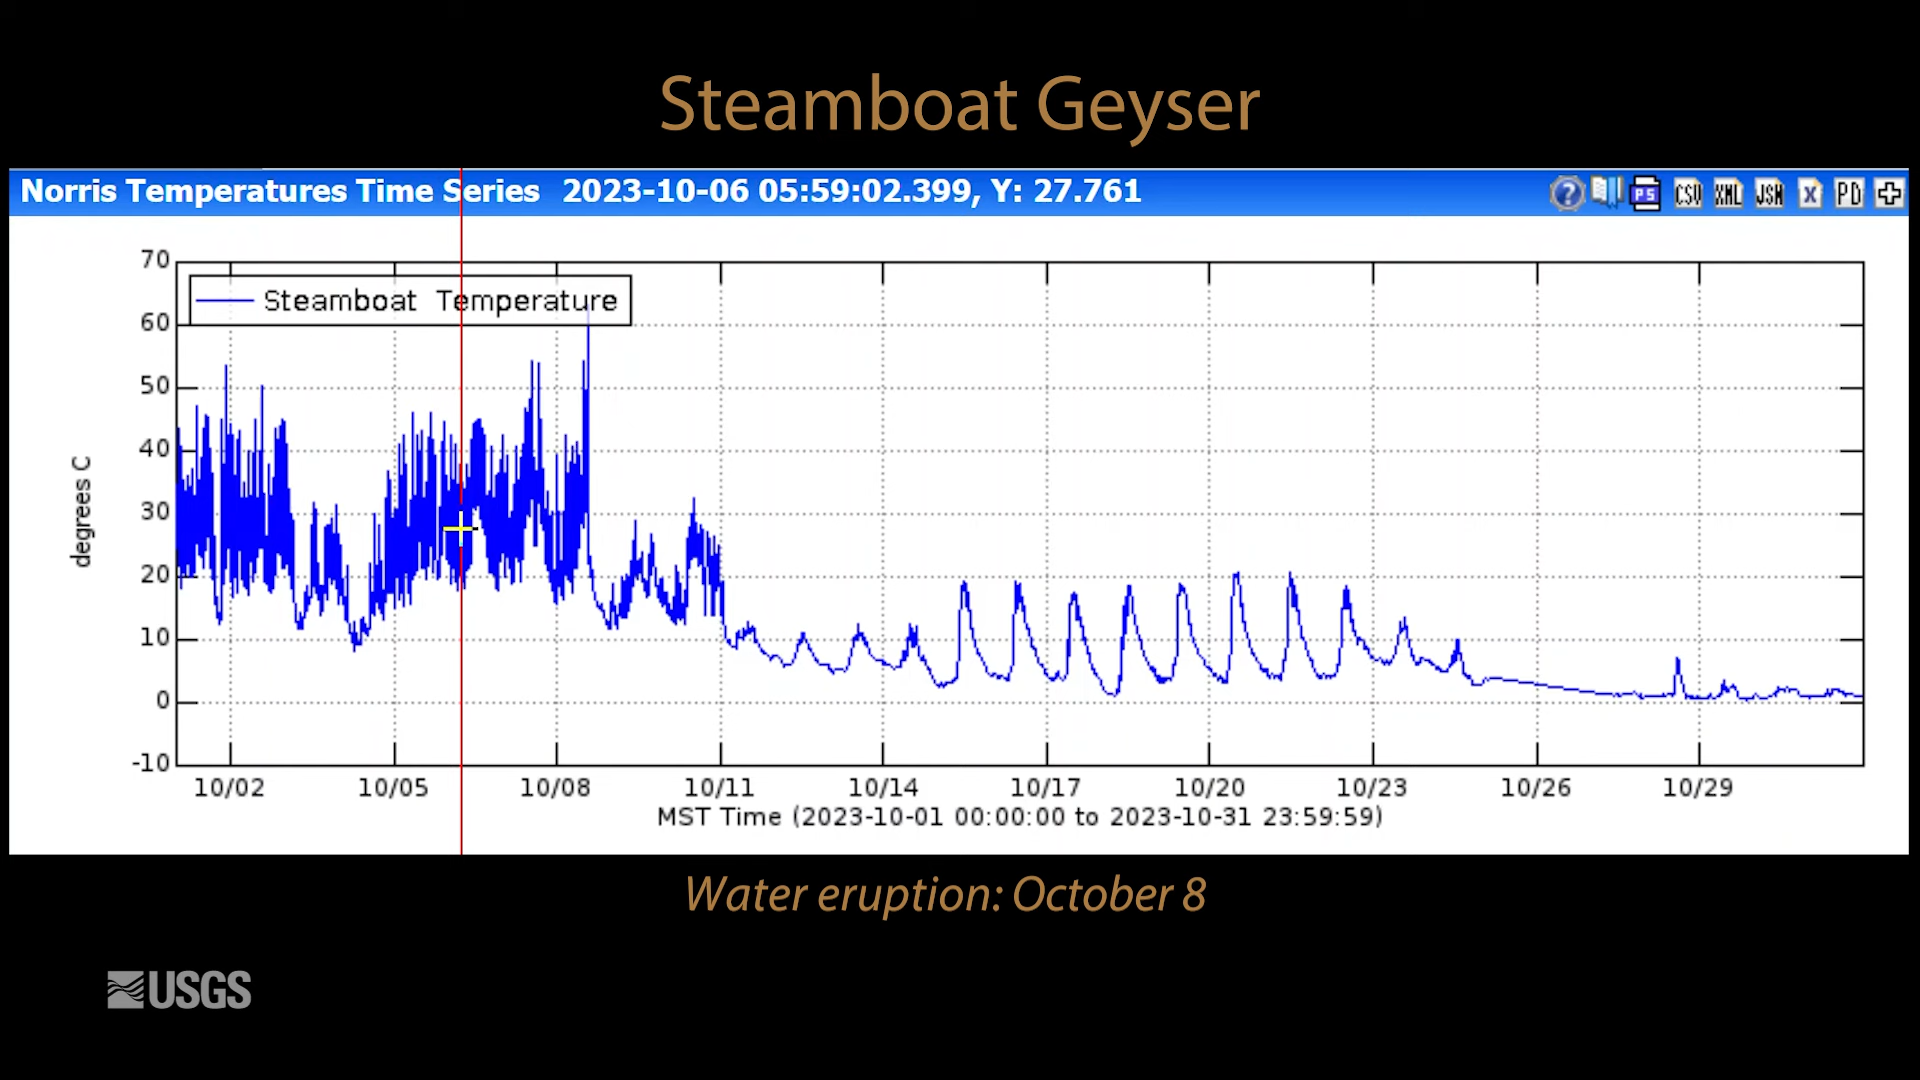 Steamboat Geyser
Norris Temperatures Time Series 2023-10-06 05:59:02.399, Y: 27.761
? PS CSV XML JSN X PD
Steamboat Temperature
70
60
50
40
30
20
10
0
-10
degrees C
10/02 10/05 10/08 10/11 10/14 10/17 10/20 10/23 10/26 10/29
MST Time (2023-10-01 00:00:00 to 2023-10-31 23:59:59)
Water eruption: October 8
USGS